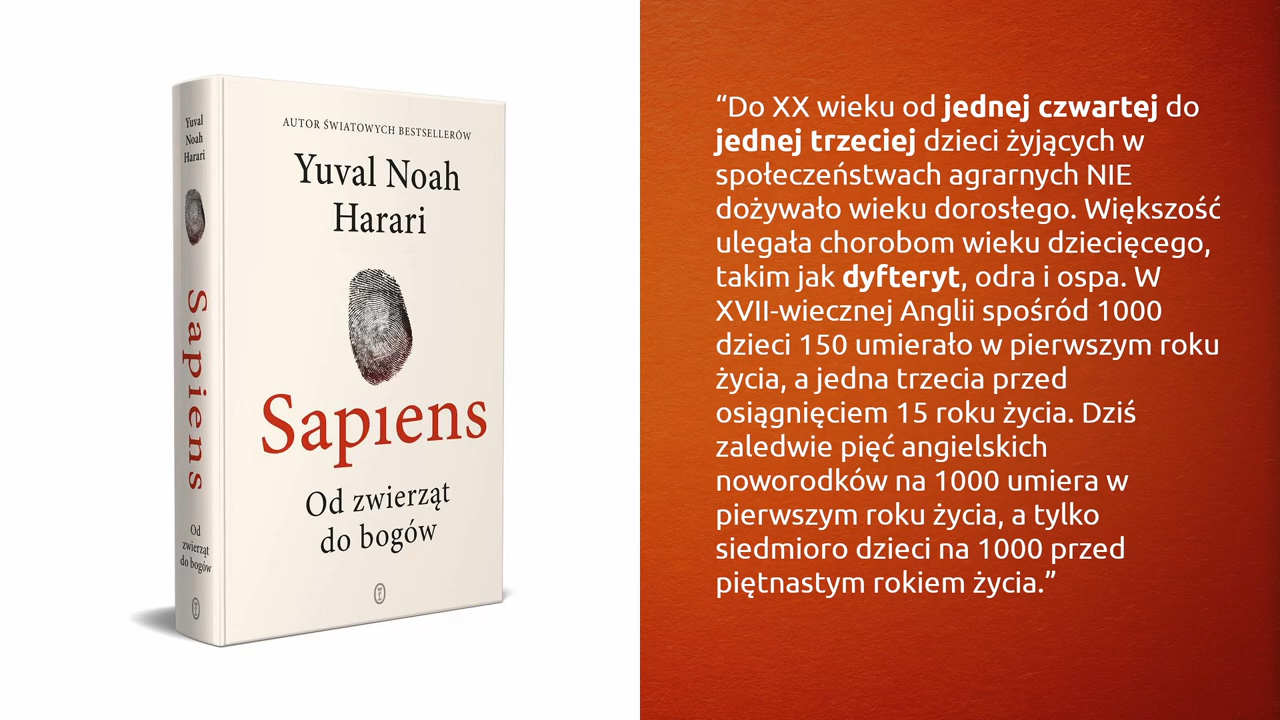 Yuval
Noah
Harari
Sapiens
Od
zwierząt
do bogów
AUTOR ŚWIATOWYCH BESTSELLERÓW
Yuval Noah
Harari
Sapiens
Od zwierząt
do bogów
“Do XX wieku od jednej czwartej do
jednej trzeciej dzieci żyjących w
społeczeństwach agrarnych NIE
dożywało wieku dorosłego. Większość
ulegała chorobom wieku dziecięcego,
takim jak dyfteryt, odra i ospa. W
XVII-wiecznej Anglii spośród 1000
dzieci 150 umierało w pierwszym roku
życia, a jedna trzecia przed
osiągnięciem 15 roku życia. Dziś
zaledwie pięć angielskich
noworodków na 1000 umiera w
pierwszym roku życia, a tylko
siedmioro dzieci na 1000 przed
piętnastym rokiem życia.”